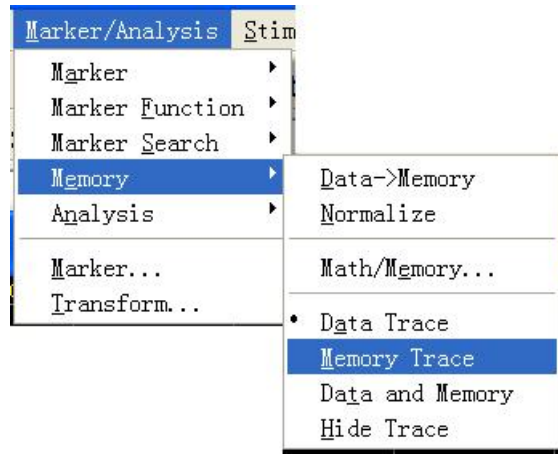 Marker/Analysis Stim
Marker
Marker Function
Marker Search
Memory
Analysis
Marker...
Transform...
Data->Memory
Normalize
Math/Memory...
Data Trace
Memory Trace
Data and Memory
Hide Trace